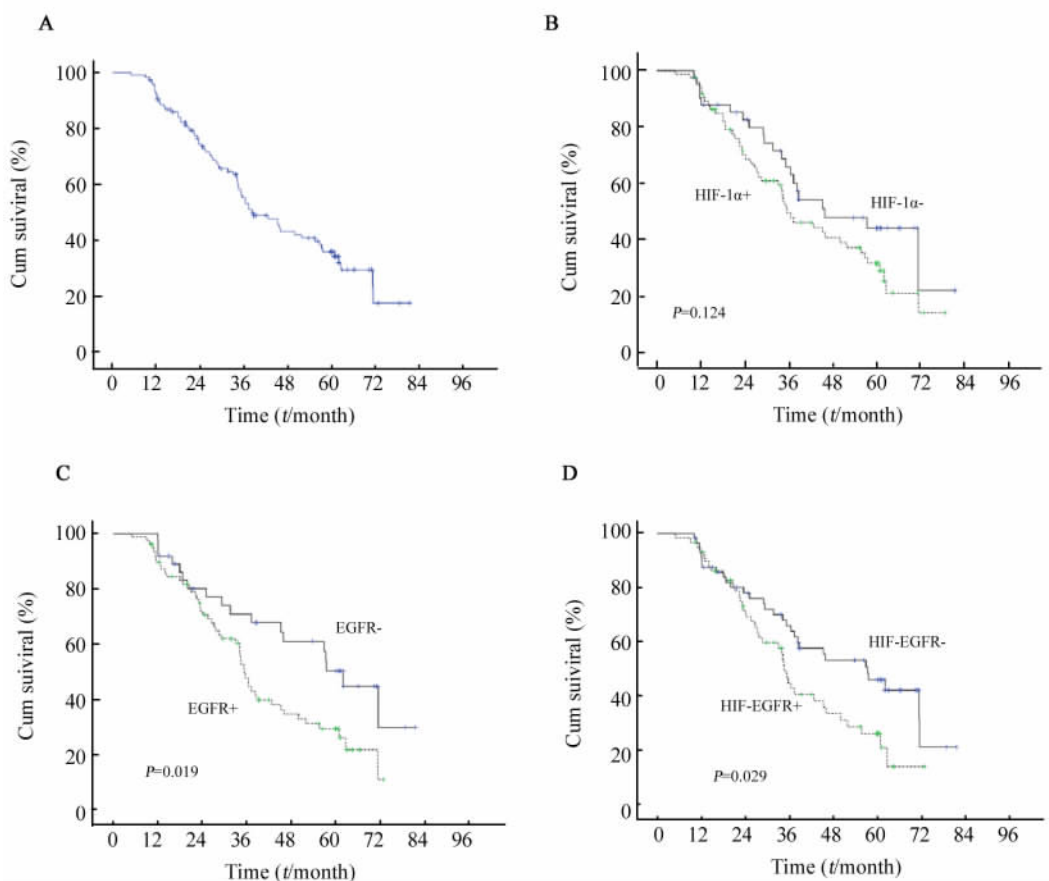 A
Cum suiviral (%)
100
80
60
40
20
0
0 12 24 36 48 60 72 84 96
Time (t/month)
B
Cum suiviral (%)
100
80
60
40
20
0
HIF-1α+
HIF-1α-
P=0.124
0 12 24 36 48 60 72 84 96
Time (t/month)
C
Cum suiviral (%)
100
80
60
40
20
0
EGFR-
EGFR+
P=0.019
0 12 24 36 48 60 72 84 96
Time (t/month)
D
Cum suiviral (%)
100
80
60
40
20
0
HIF-EGFR-
HIF-EGFR+
P=0.029
0 12 24 36 48 60 72 84 96
Time (t/month)